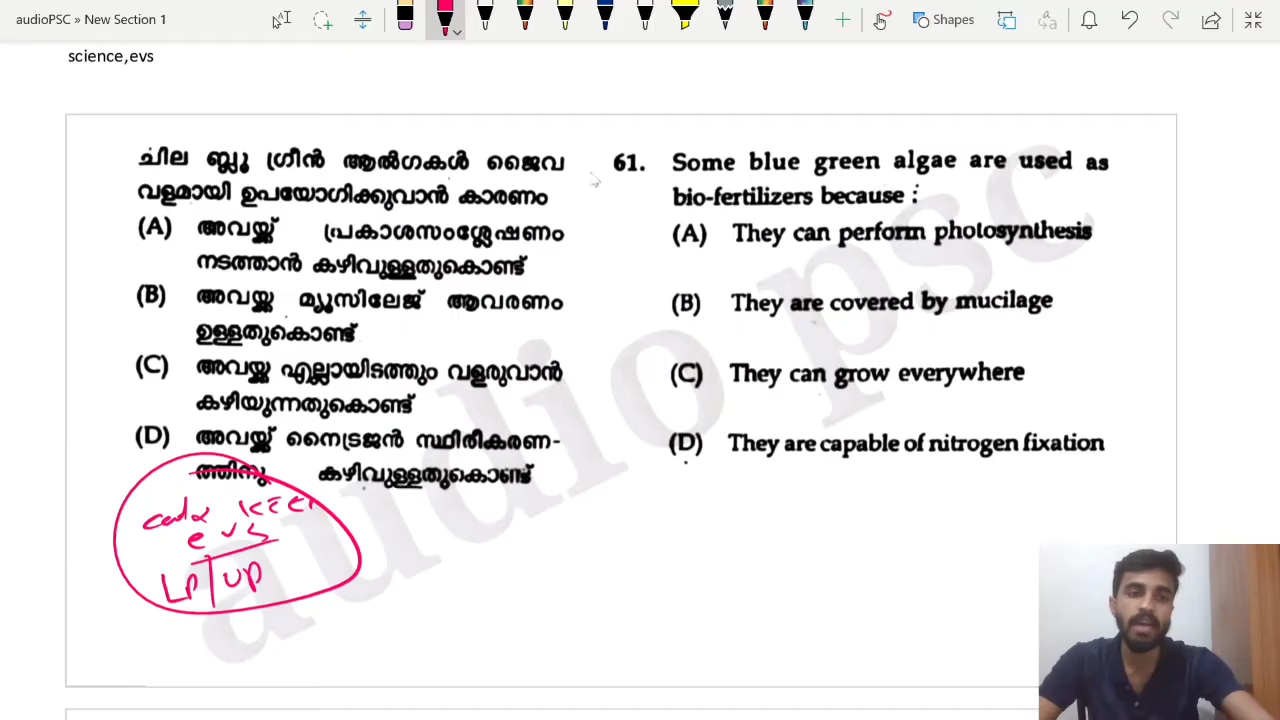 audioPSC » New Section 1
Shapes
science,evs
ചില ബ്ലൂ ഗ്രീൻ ആൽഗകൾ ജൈവ
വളമായി ഉപയോഗിക്കുവാൻ കാരണം
(A) അവയ്ക്ക് പ്രകാശസംശ്ലേഷണം
നടത്താൻ കഴിവുള്ളതുകൊണ്ട്
(B) അവയ്ക്കു മ്യൂസിലേജ് ആവരണം
ഉള്ളതുകൊണ്ട്
(C) അവയ്ക്കു എല്ലായിടത്തും വളരുവാൻ
കഴിയുന്നതുകൊണ്ട്
(D) അവയ്ക്ക് നൈട്രജൻ സ്ഥിരീകരണ-
ത്തിനു കഴിവുള്ളതുകൊണ്ട്
evs
LP UP
61. Some blue green algae are used as
bio-fertilizers because :
(A) They can perform photosynthesis
(B) They are covered by mucilage
(C) They can grow everywhere
(D) They are capable of nitrogen fixation
audio psc